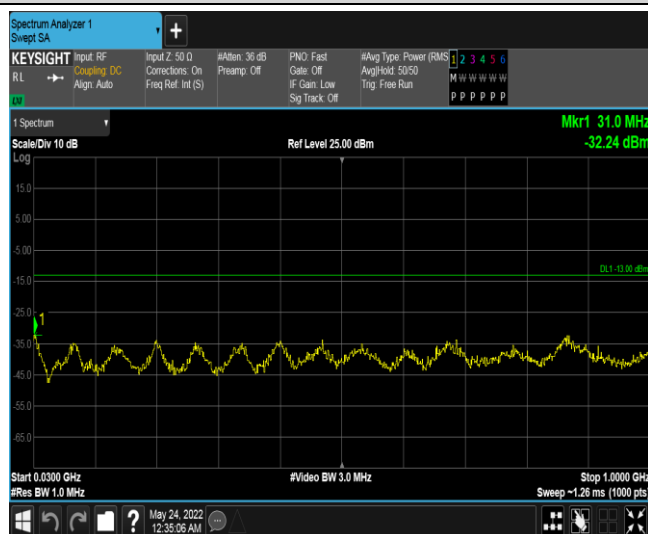 Spectrum Analyzer 1
Swept SA
+
KEYSIGHT
RL
LXI
Input: RF
Coupling: DC
Align: Auto
Input Z: 50 Ω
Corrections: On
Freq Ref: Int (S)
#Atten: 36 dB
Preamp: Off
PNO: Fast
Gate: Off
IF Gain: Low
Sig Track: Off
#Avg Type: Power (RMS
Avg|Hold: 50/50
Trig: Free Run
1 2 3 4 5 6
M W W W W W
P P P P P P
1 Spectrum
Mkr1 31.0 MHz
Scale/Div 10 dB
Ref Level 25.00 dBm
-32.24 dBm
Log
15.0
5.00
-5.00
DL1 -13.00 dBm
-15.0
-25.0
1
-35.0
-45.0
-55.0
-65.0
Start 0.0300 GHz
#Video BW 3.0 MHz
Stop 1.0000 GHz
#Res BW 1.0 MHz
Sweep ~1.26 ms (1000 pts)
?
May 24, 2022
12:35:06 AM